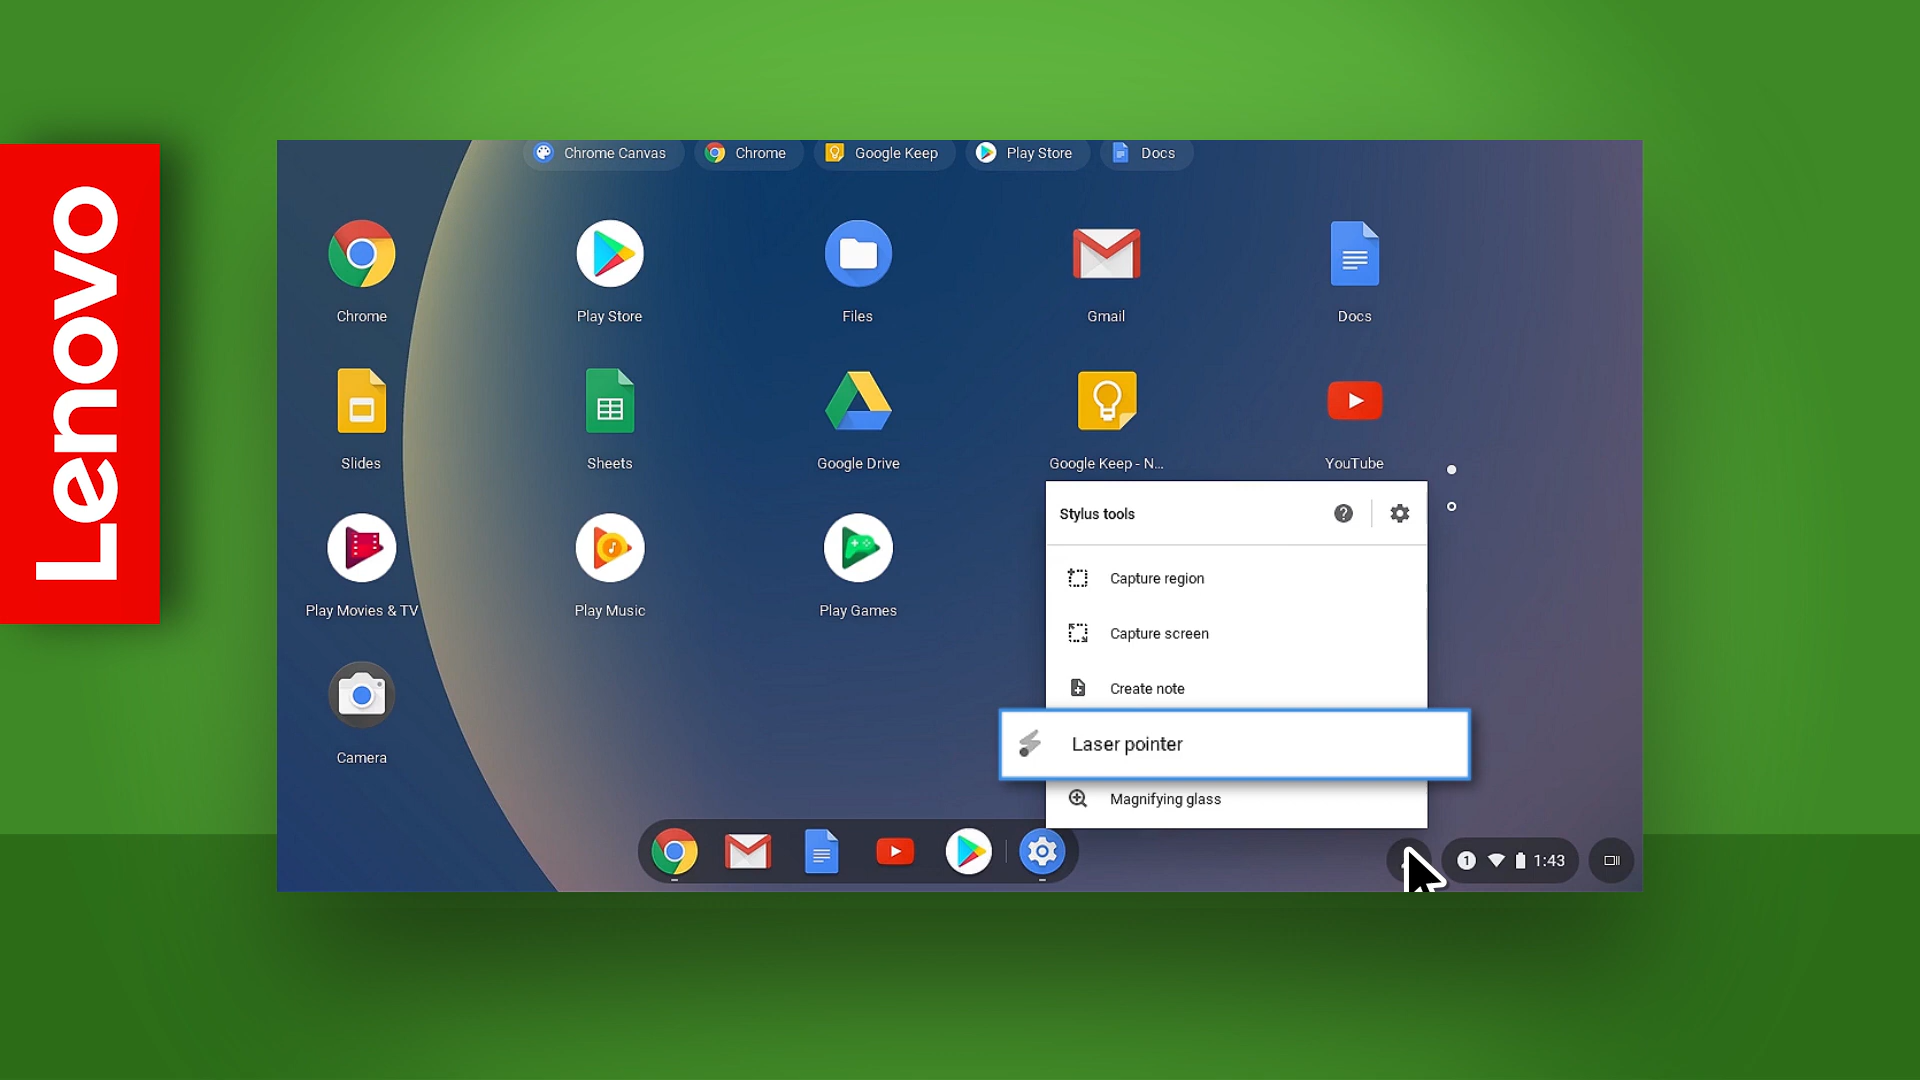 Lenovo
Chrome Canvas
Chrome
Google Keep
Play Store
Docs
Chrome
Play Store
Files
Gmail
Docs
Slides
Sheets
Google Drive
Google Keep - N...
YouTube
Play Movies & TV
Play Music
Play Games
Camera
Stylus tools
Capture region
Capture screen
Create note
Laser pointer
Magnifying glass
1
1:43